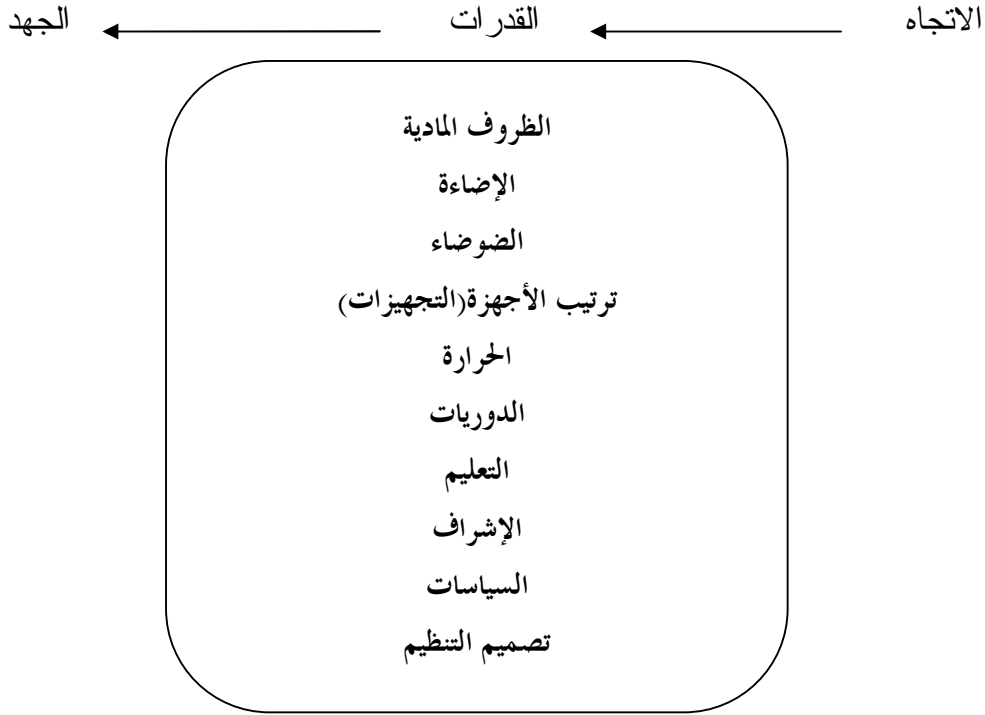 الاتجاه القدرات الجهد
الظروف المادية
الإضاءة
الضوضاء
ترتيب الأجهزة(التجهيزات)
الحرارة
الدوريات
التعليم
الإشراف
السياسات
تصميم التنظيم